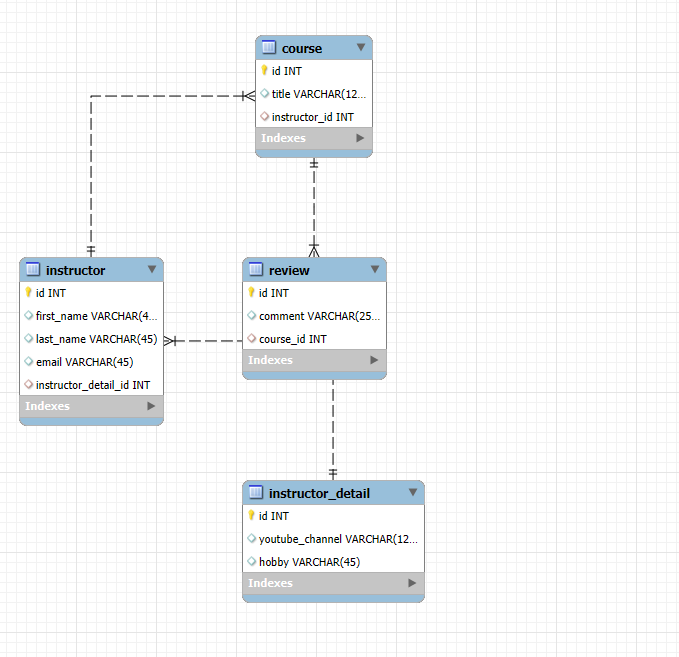 course
id INT
title VARCHAR(12...
instructor_id INT
Indexes
instructor
id INT
first_name VARCHAR(4...
last_name VARCHAR(45)
email VARCHAR(45)
instructor_detail_id INT
Indexes
review
id INT
comment VARCHAR(25...
course_id INT
Indexes
instructor_detail
id INT
youtube_channel VARCHAR(12...
hobby VARCHAR(45)
Indexes